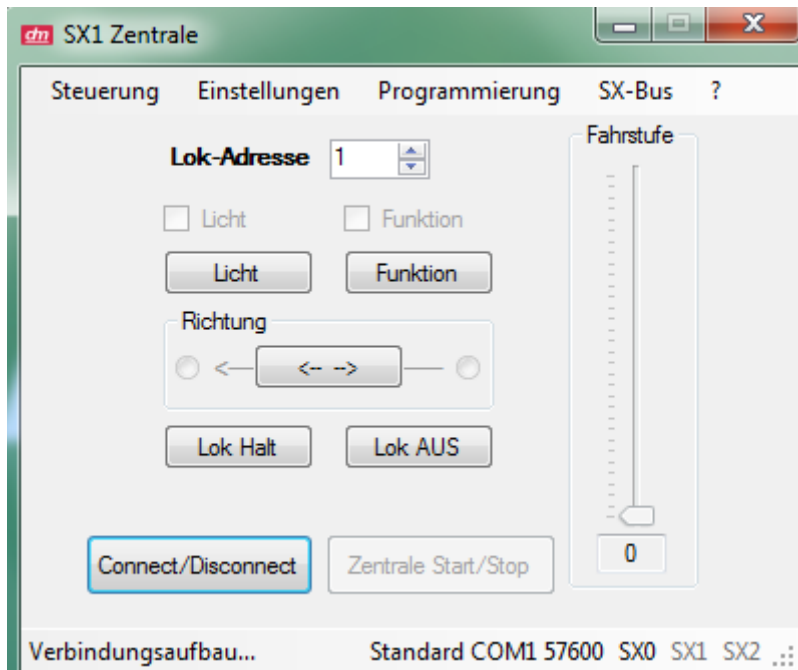 dm SX1 Zentrale
Steuerung Einstellungen Programmierung SX-Bus ?
Fahrstufe
Lok-Adresse 1
Licht Funktion
Licht Funktion
Richtung
<— <-- -->
Lok Halt Lok AUS
Connect/Disconnect Zentrale Start/Stop 0
Verbindungsaufbau... Standard COM1 57600 SX0 SX1 SX2